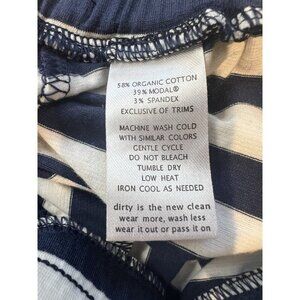 58% ORGANIC COTTON
39% MODAL®
3% SPANDEX
EXCLUSIVE OF TRIMS
MACHINE WASH COLD
WITH SIMILAR COLORS
GENTLE CYCLE
DO NOT BLEACH
TUMBLE DRY
LOW HEAT
IRON COOL AS NEEDED
dirty is the new clean
wear more, wash less
wear it out or pass it on